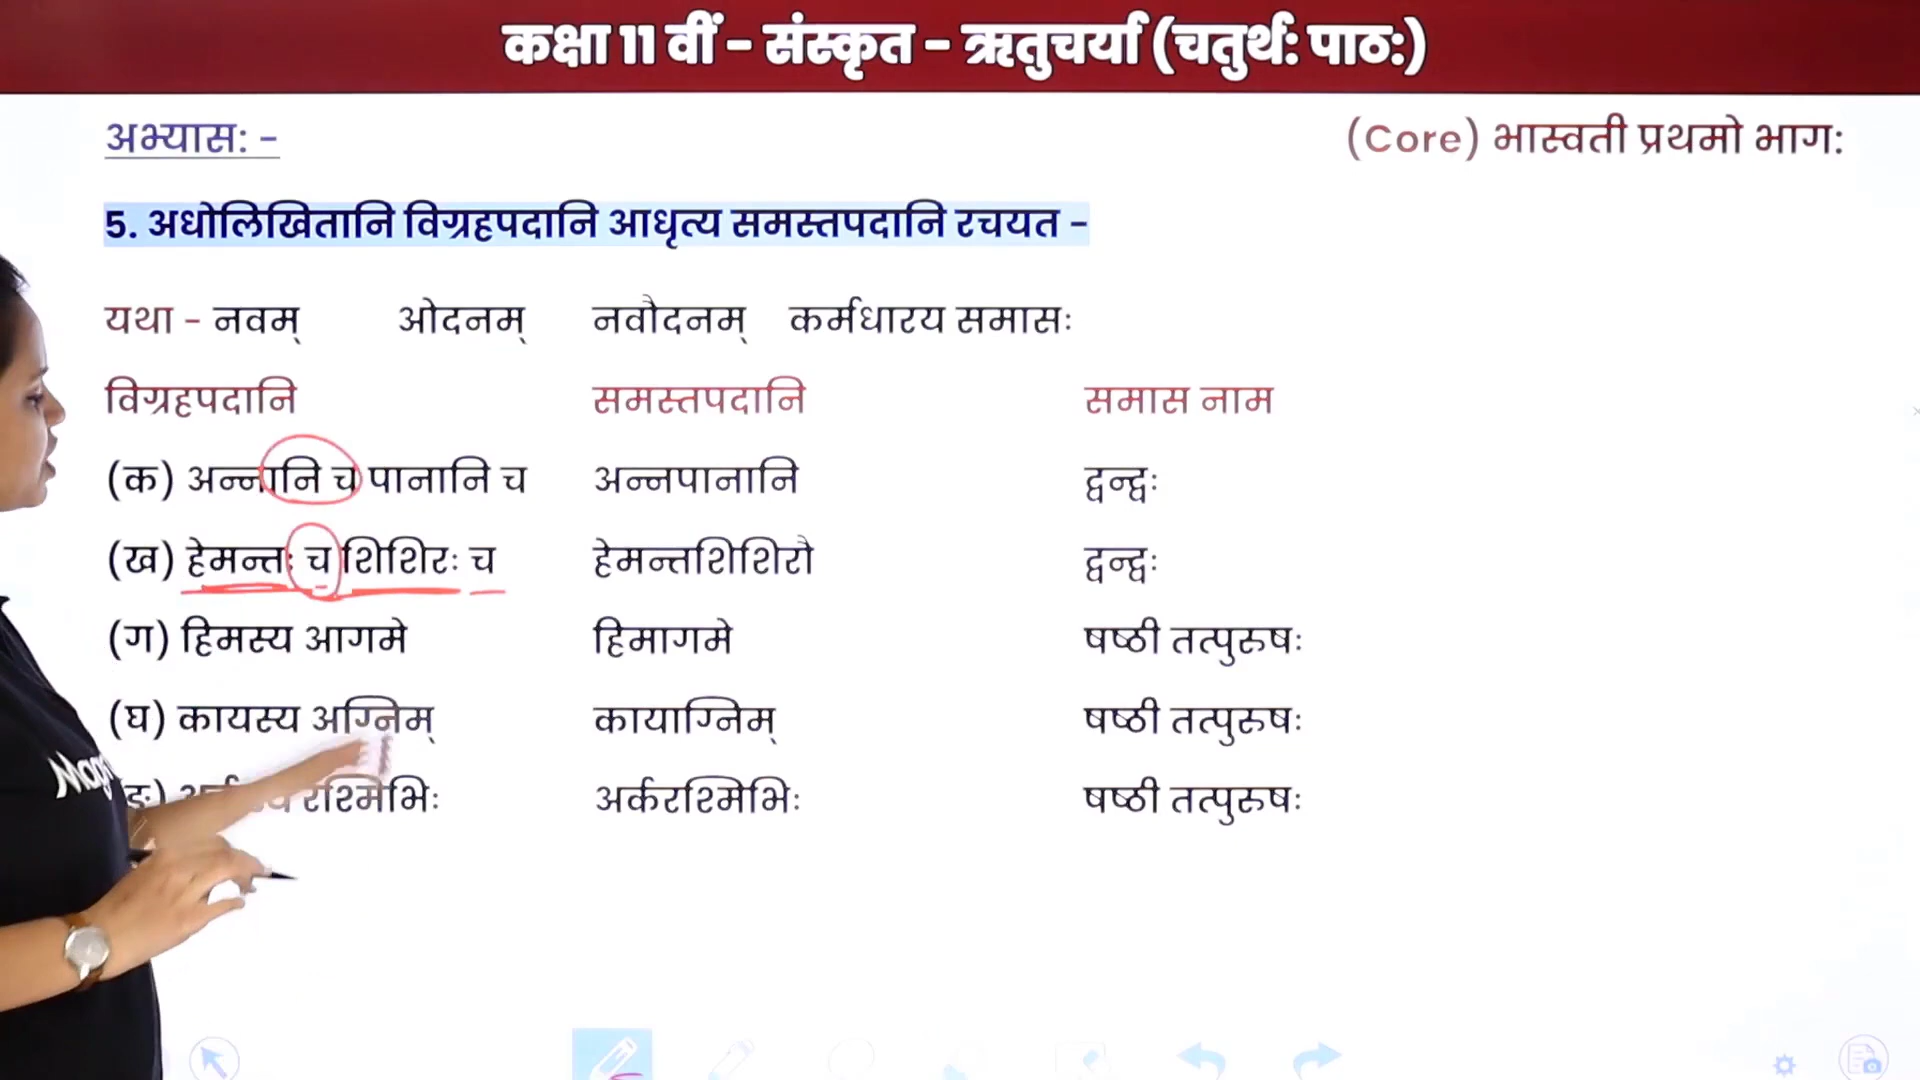 कक्षा 11 वीं - संस्कृत - ऋतुचर्या (चतुर्थः पाठः)
अभ्यासः -
(Core) भास्वती प्रथमो भागः
5. अधोलिखितानि विग्रहपदानि आधृत्य समस्तपदानि रचयत -
यथा - नवम् ओदनम् नवौदनम् कर्मधारय समासः
विग्रहपदानि समस्तपदानि समास नाम
(क) अन्नानि च पानानि च अन्नपानानि द्वन्द्वः
(ख) हेमन्तः च शिशिरः च हेमन्तशिशिरौ द्वन्द्वः
(ग) हिमस्य आगमे हिमागमे षष्ठी तत्पुरुषः
(घ) कायस्य अग्निम् कायाग्निम् षष्ठी तत्पुरुषः
रश्मिभिः अर्करश्मिभिः षष्ठी तत्पुरुषः